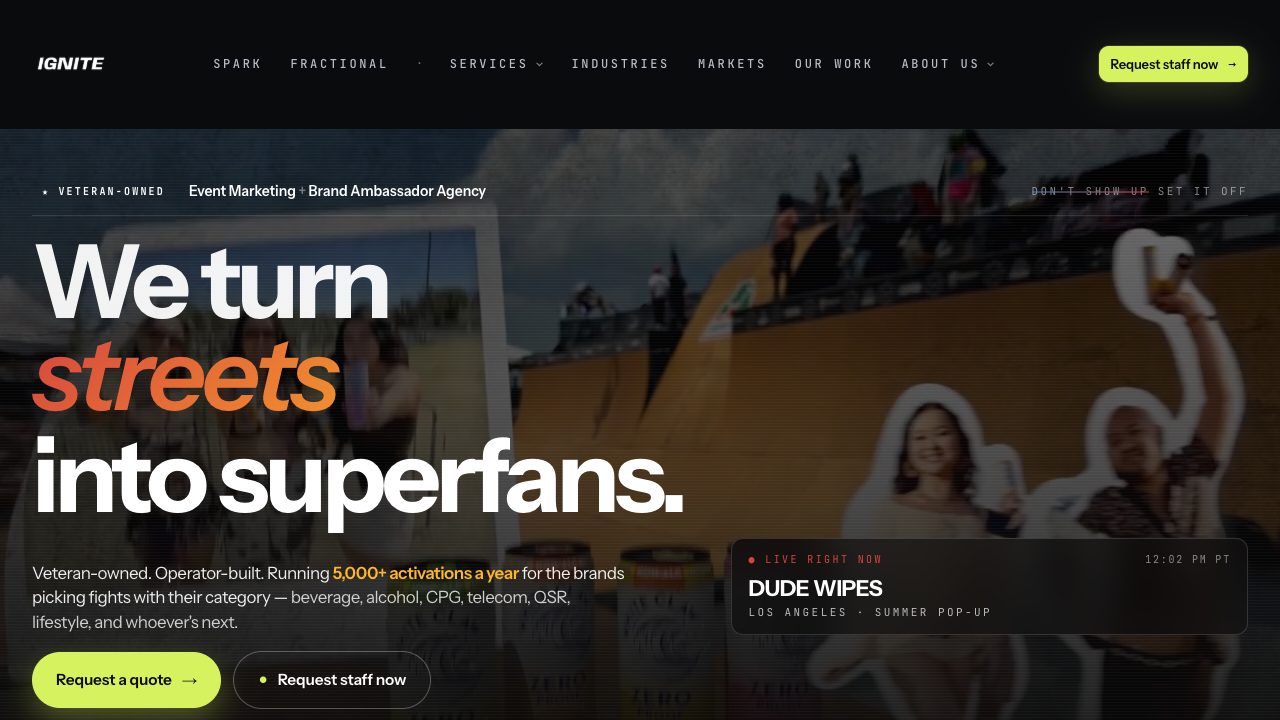 IGNITE
SPARK FRACTIONAL · SERVICES INDUSTRIES MARKETS OUR WORK ABOUT US
Request staff now →
★ VETERAN-OWNED
Event Marketing + Brand Ambassador Agency
DON'T SHOW UP SET IT OFF
We turn
streets
into superfans.
Veteran-owned. Operator-built. Running 5,000+ activations a year for the brands
picking fights with their category — beverage, alcohol, CPG, telecom, QSR,
lifestyle, and whoever's next.
● LIVE RIGHT NOW
12:02 PM PT
DUDE WIPES
LOS ANGELES · SUMMER POP-UP
Request a quote →
● Request staff now
ZERO
ZERO